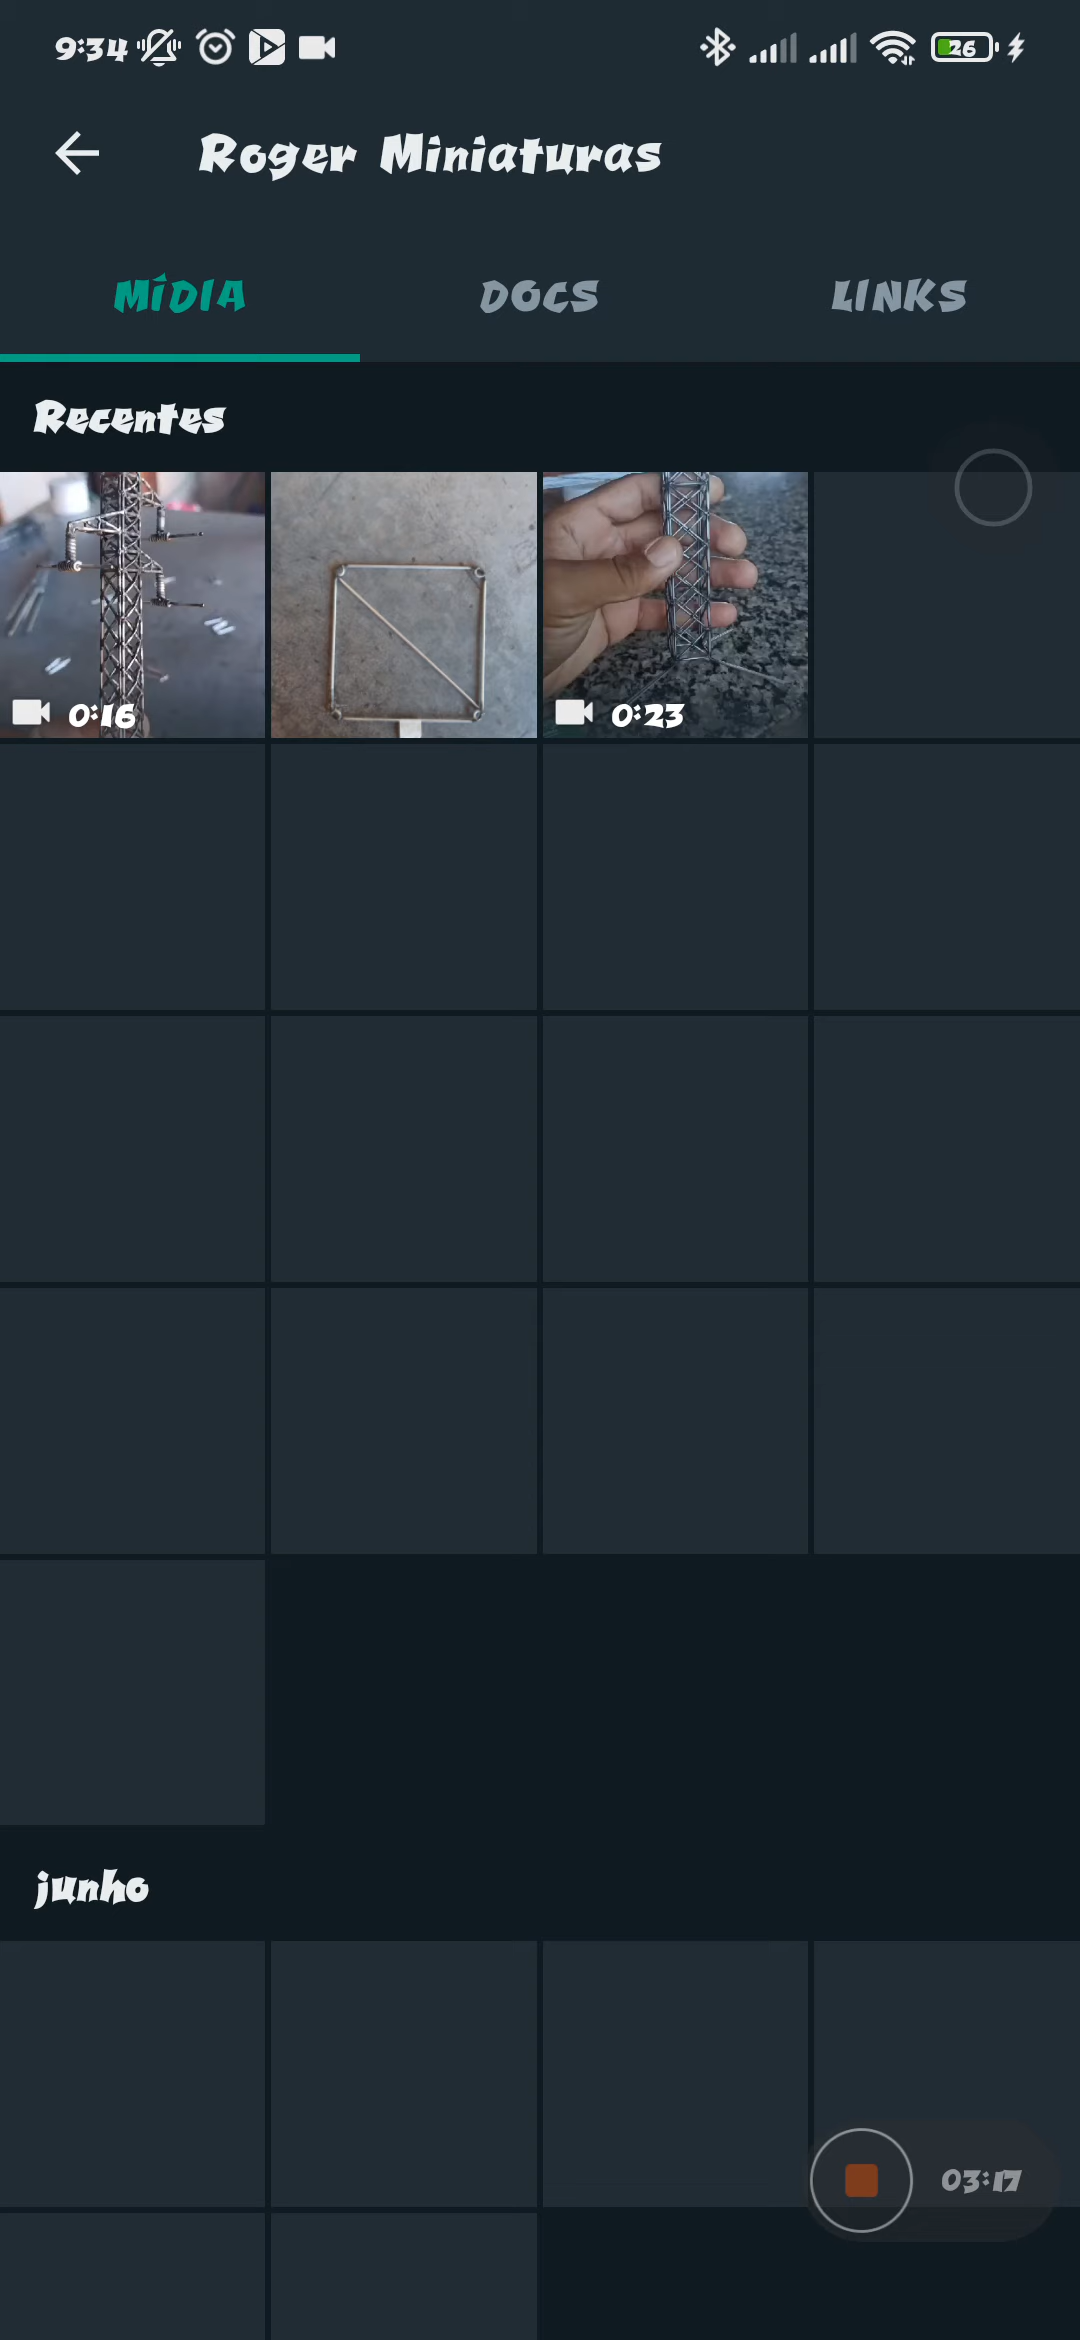 9:34
26
Roger Miniaturas
MÍDIA
DOCS
LINKS
Recentes
0:16
0:23
junho
03:17